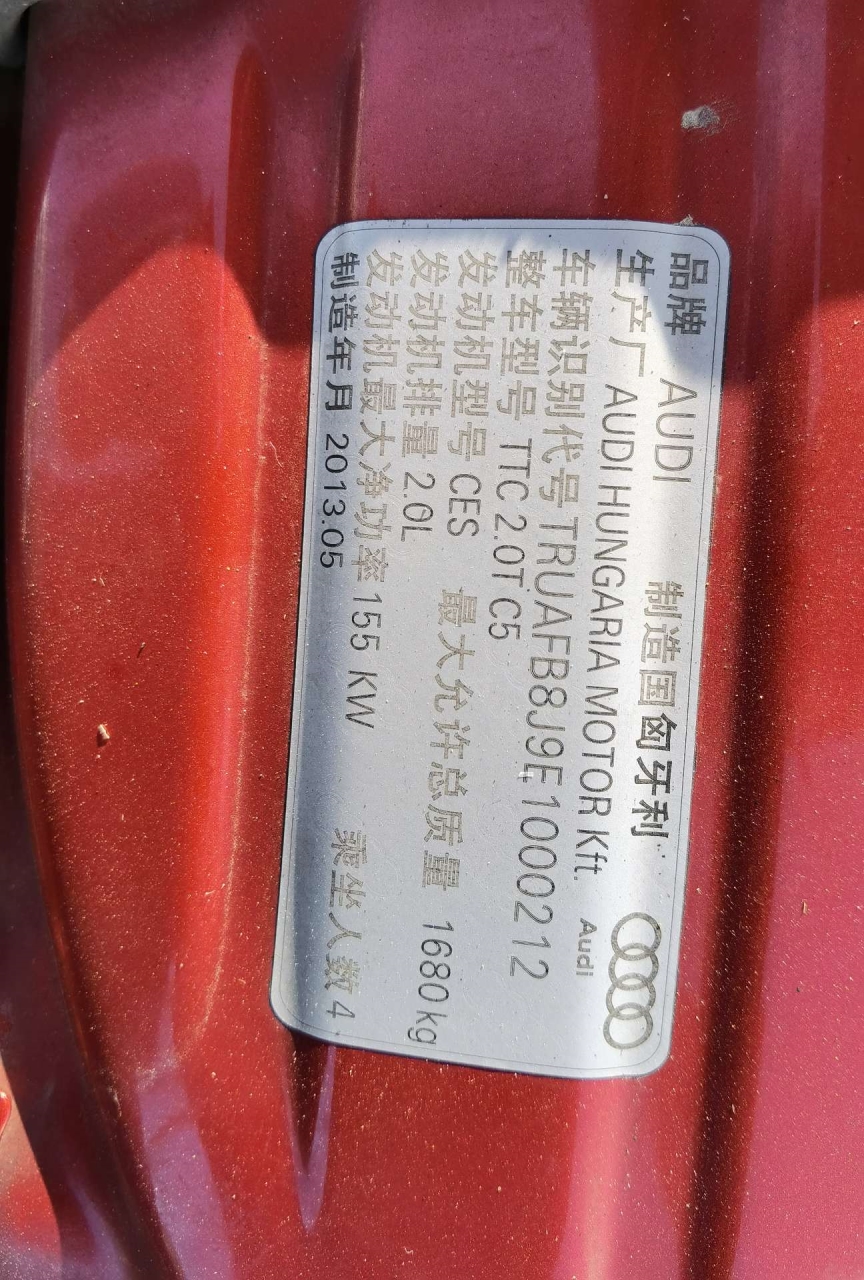 品牌 AUDI 制造国匈牙利
生产厂 AUDI HUNGARIA MOTOR Kft. Audi
车辆识别代号 TRUAFB8J9E1000212
整车型号 TTC 2.0T C5
发动机型号 CES 最大允许总质量 1680 kg
发动机排量 2.0L
发动机最大净功率 155 KW 乘坐人数 4
制造年月 2013.05